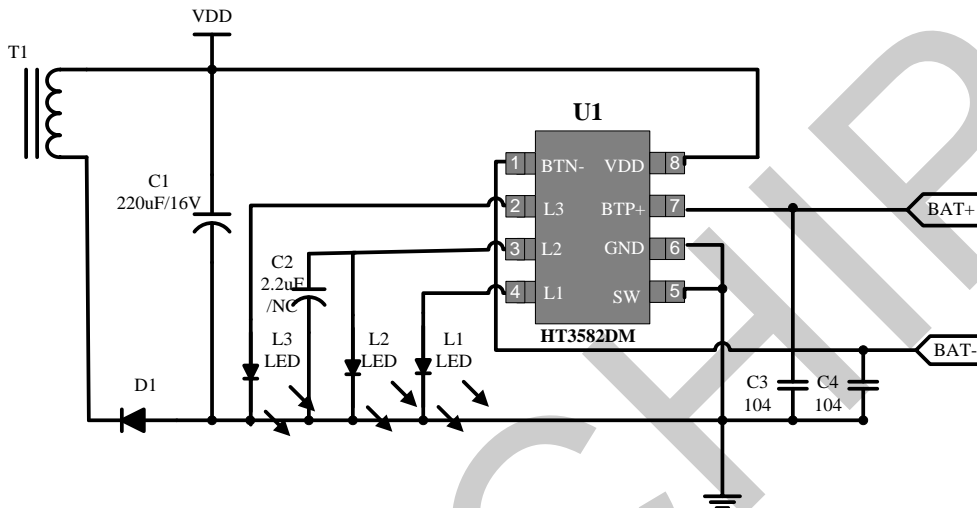 VDD
T1
U1
C1
220uF/16V
1 BTN- VDD 8
2 L3 BTP+ 7
3 L2 GND 6
4 L1 SW 5
HT3582DM
BAT+
BAT-
C2
2.2uF
/NC
L3
LED
L2
LED
L1
LED
D1
C3
104
C4
104
CHIP